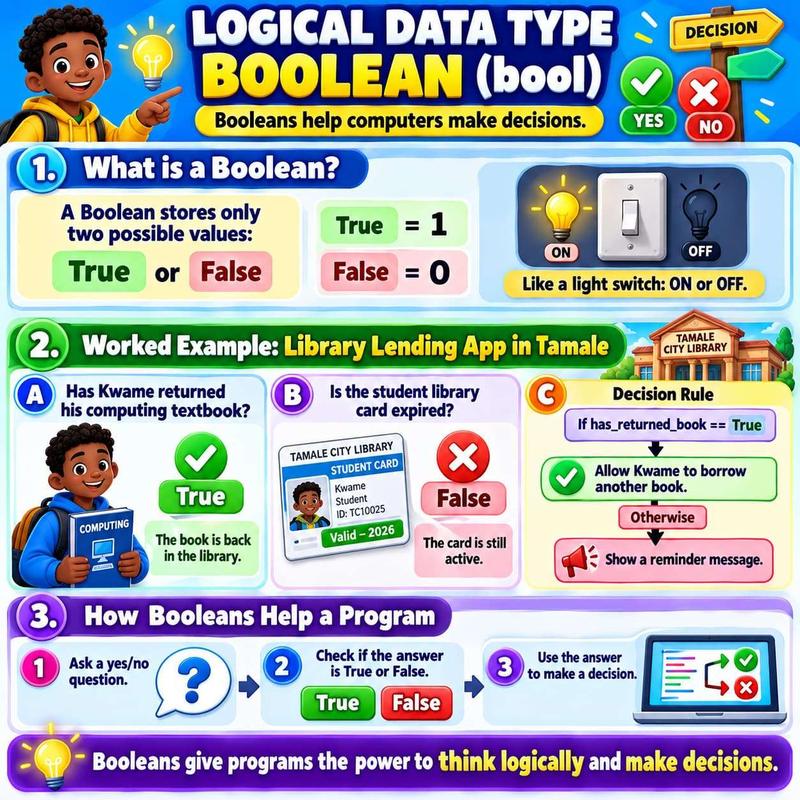 LOGICAL DATA TYPE
BOOLEAN (bool)
Booleans help computers make decisions.
DECISION
YES
NO
1. What is a Boolean?
A Boolean stores only
two possible values:
True or False
True = 1
False = 0
ON
OFF
Like a light switch: ON or OFF.
2. Worked Example: Library Lending App in Tamale
TAMALE
CITY LIBRARY
A
Has Kwame returned
his computing textbook?
COMPUTING
True
The book is back
in the library.
B
Is the student library
card expired?
TAMALE CITY LIBRARY
STUDENT CARD
Kwame
Student
ID: TC10025
Valid – 2026
False
The card is still
active.
C
Decision Rule
If has_returned_book == True
Allow Kwame to borrow
another book.
Otherwise
Show a reminder message.
3. How Booleans Help a Program
1
Ask a yes/no
question.
?
2
Check if the answer
is True or False.
True
False
3
Use the answer
to make a decision.
Booleans give programs the power to think logically and make decisions.